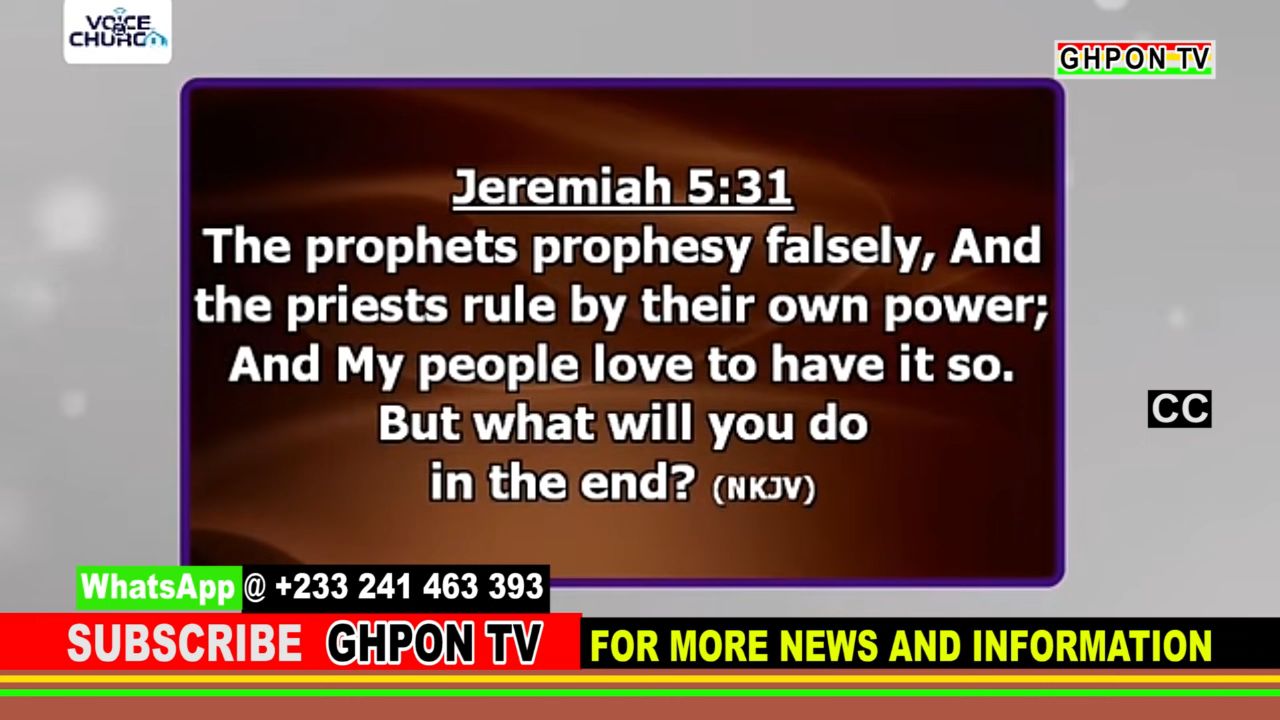 VOICE
CHURCH
GHPON TV
Jeremiah 5:31
The prophets prophesy falsely, And
the priests rule by their own power;
And My people love to have it so.
But what will you do
in the end? (NKJV)
CC
WhatsApp @ +233 241 463 393
SUBSCRIBE GHPON TV FOR MORE NEWS AND INFORMATION